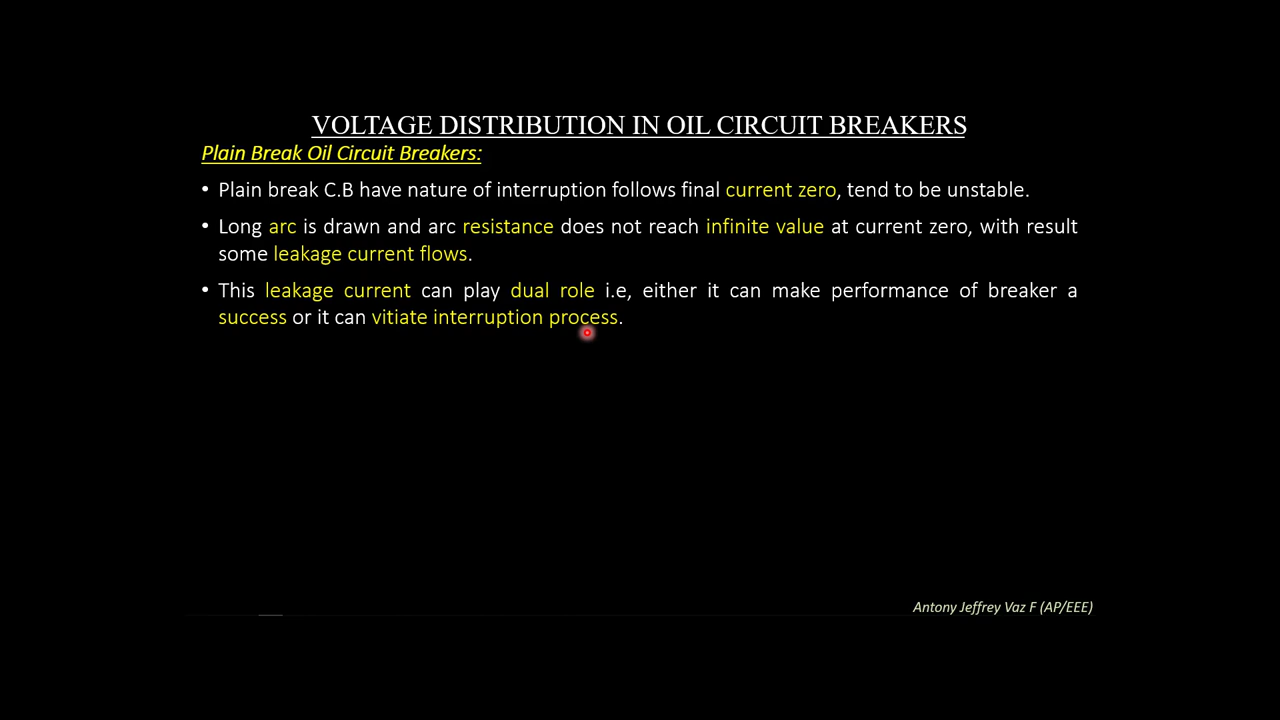 VOLTAGE DISTRIBUTION IN OIL CIRCUIT BREAKERS
Plain Break Oil Circuit Breakers:
• Plain break C.B have nature of interruption follows final current zero, tend to be unstable.
• Long arc is drawn and arc resistance does not reach infinite value at current zero, with result
some leakage current flows.
• This leakage current can play dual role i.e, either it can make performance of breaker a
success or it can vitiate interruption process.
Antony Jeffrey Vaz F (AP/EEE)